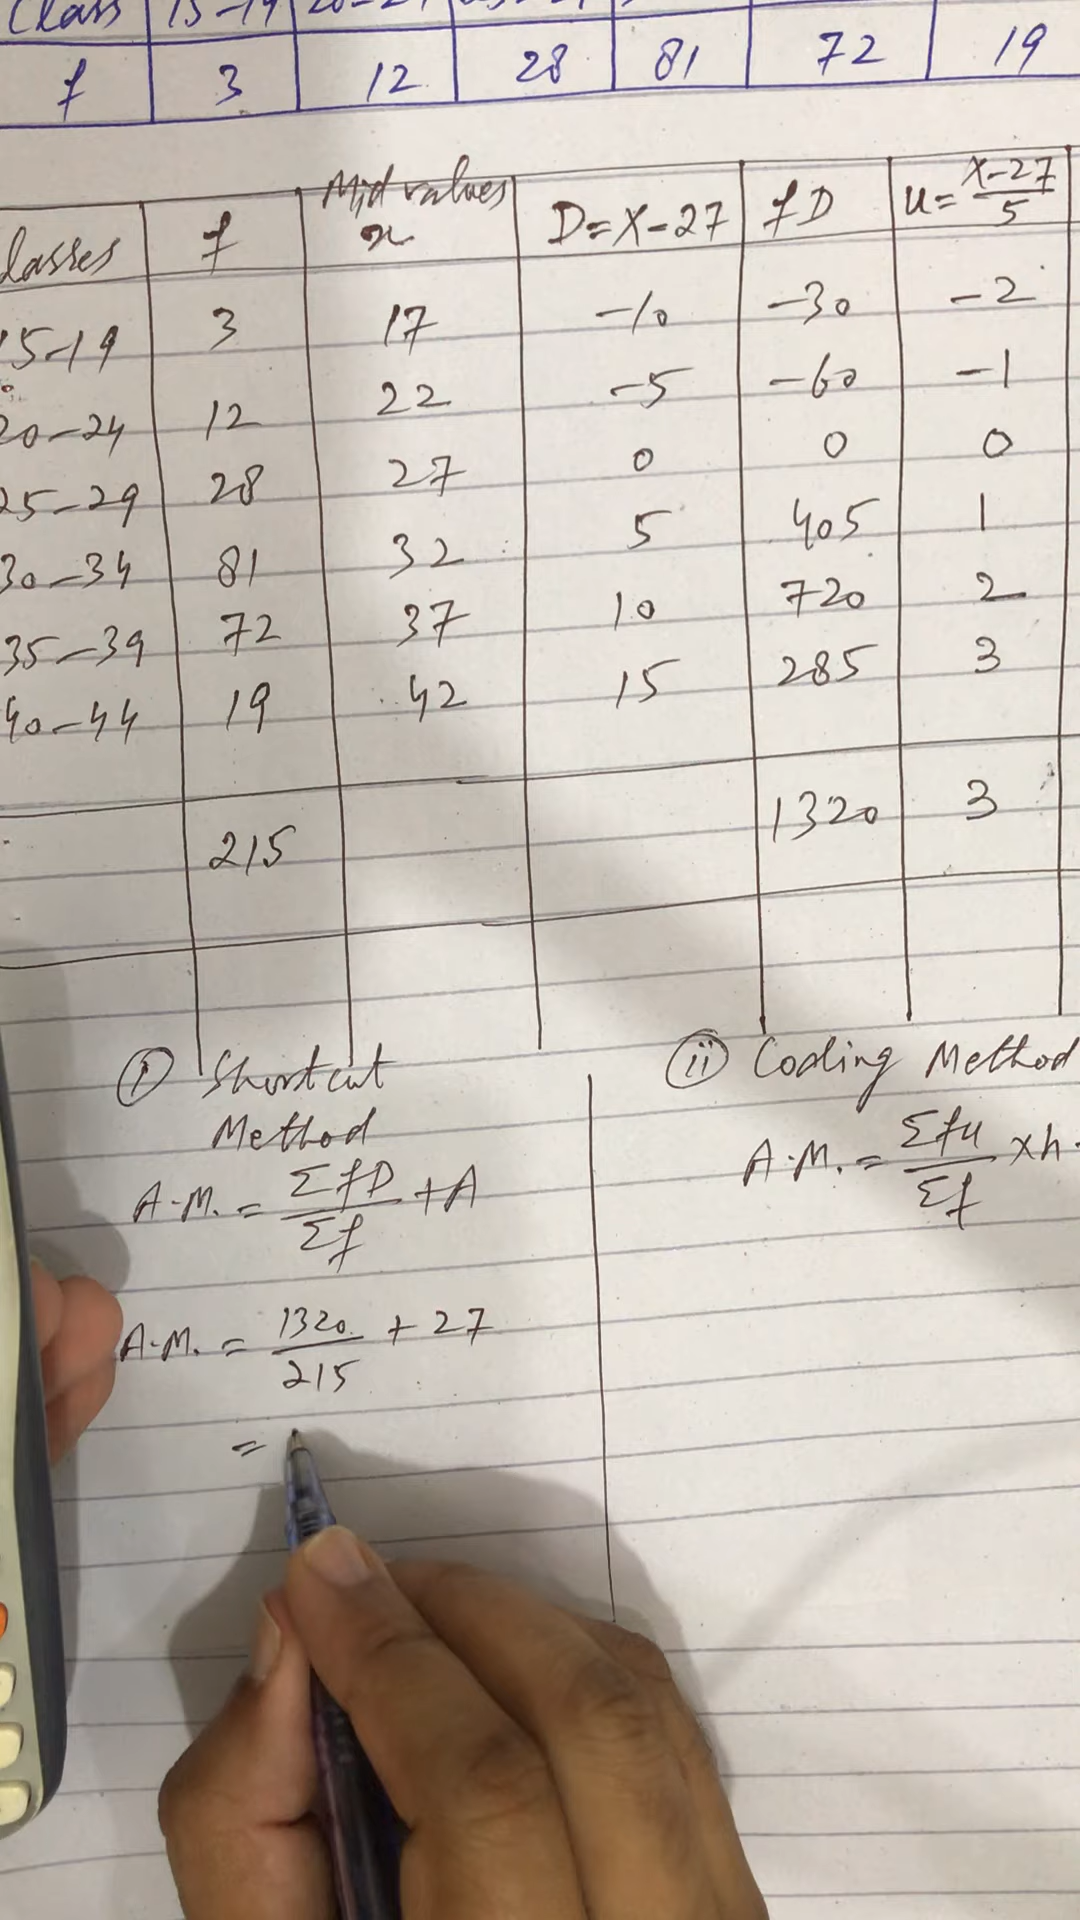 Class 15-19
f 3 12 28 81 72 19
lasses f Mid values x D=X-27 fD u= X-27/5
15-19 3 17 -10 -30 -2
20-24 12 22 -5 -60 -1
25-29 28 27 0 0 0
30-34 81 32 5 405 1
35-39 72 37 10 720 2
40-44 19 42 15 285 3
215 1320 3
(i) Shortcut
Method
A.M. = ΣfD/Σf + A
A.M. = 1320/215 + 27
=
(ii) Coding Method
A.M. = Σfu/Σf xh